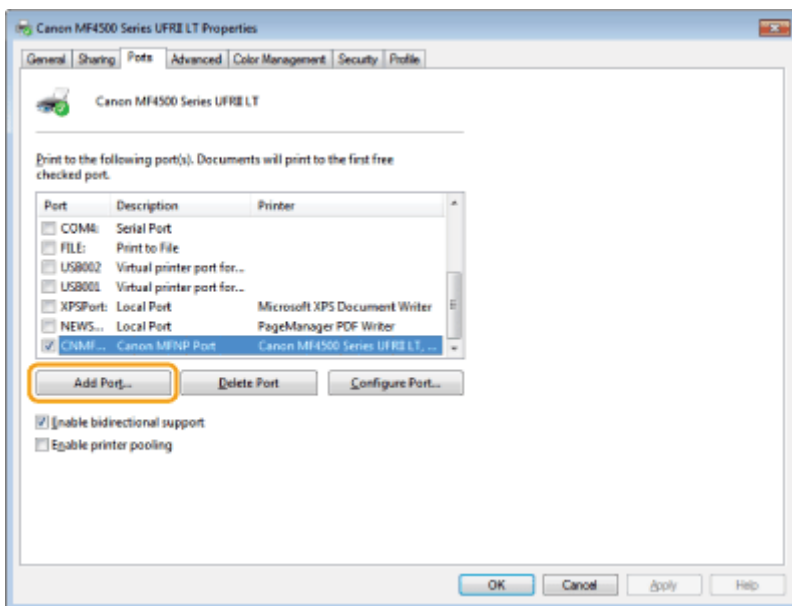 Canon MF4500 Series UFRII LT Properties
General Sharing Ports Advanced Color Management Security Profile
Canon MF4500 Series UFRII LT
Print to the following port(s). Documents will print to the first free
checked port.
Port Description Printer
COM4: Serial Port
FILE: Print to File
USB002 Virtual printer port for...
USB001 Virtual printer port for...
XPSPort: Local Port Microsoft XPS Document Writer
NEWS... Local Port PageManager PDF Writer
CNMF... Canon MFNP Port Canon MF4500 Series UFRII LT, ...
Add Port... Delete Port Configure Port...
Enable bidirectional support
Enable printer pooling
OK Cancel Apply Help